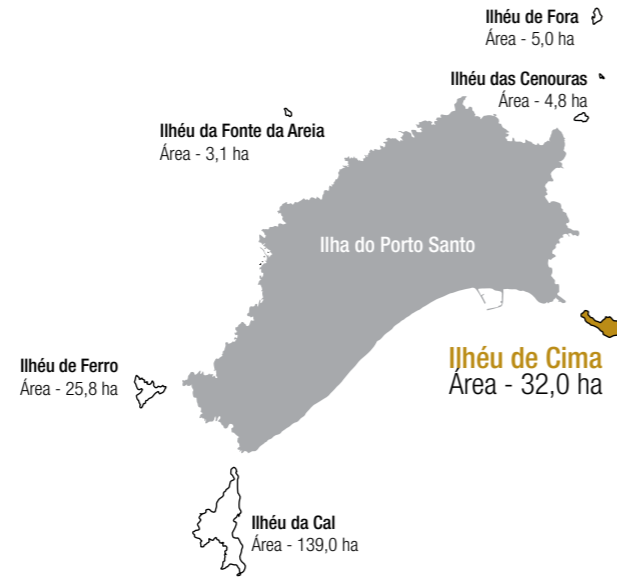 Ilhéu de Fora
Área - 5,0 ha
Ilhéu das Cenouras
Área - 4,8 ha
Ilhéu da Fonte da Areia
Área - 3,1 ha
Ilha do Porto Santo
Ilhéu de Cima
Área - 32,0 ha
Ilhéu de Ferro
Área - 25,8 ha
Ilhéu da Cal
Área - 139,0 ha